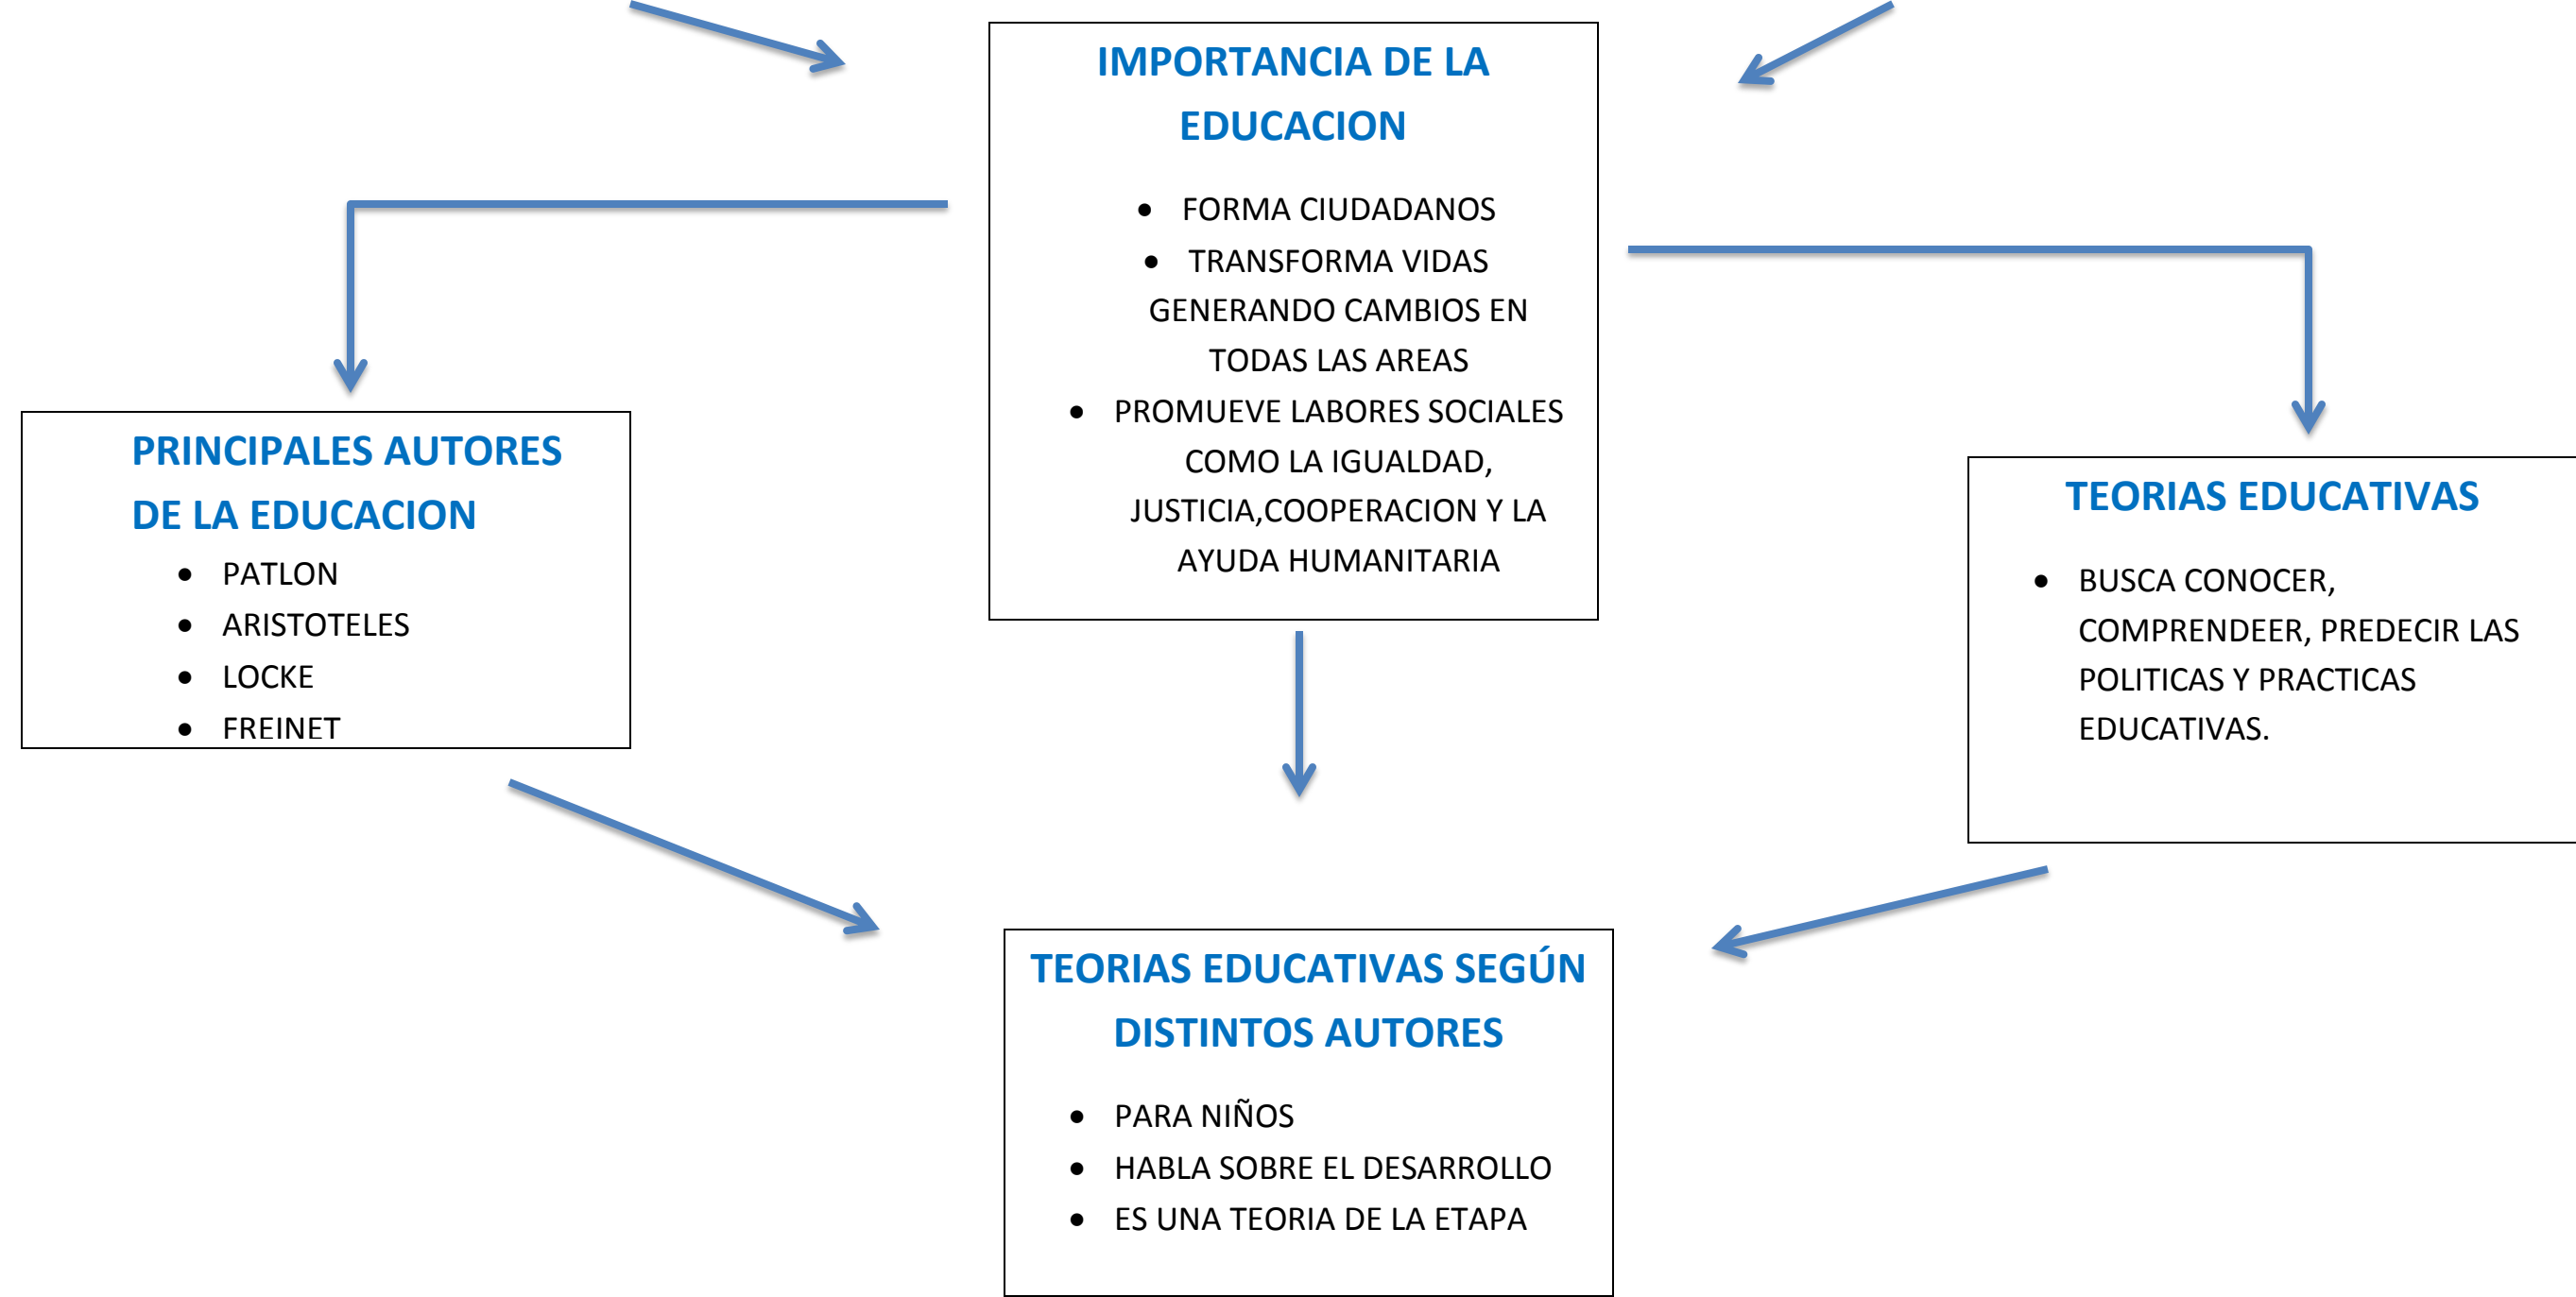 IMPORTANCIA DE LA
EDUCACION
• FORMA CIUDADANOS
• TRANSFORMA VIDAS
GENERANDO CAMBIOS EN
TODAS LAS AREAS
• PROMUEVE LABORES SOCIALES
COMO LA IGUALDAD,
JUSTICIA,COOPERACION Y LA
AYUDA HUMANITARIA
PRINCIPALES AUTORES
DE LA EDUCACION
• PATLON
• ARISTOTELES
• LOCKE
• FREINET
TEORIAS EDUCATIVAS
• BUSCA CONOCER,
COMPRENDEER, PREDECIR LAS
POLITICAS Y PRACTICAS
EDUCATIVAS.
TEORIAS EDUCATIVAS SEGÚN
DISTINTOS AUTORES
• PARA NIÑOS
• HABLA SOBRE EL DESARROLLO
• ES UNA TEORIA DE LA ETAPA